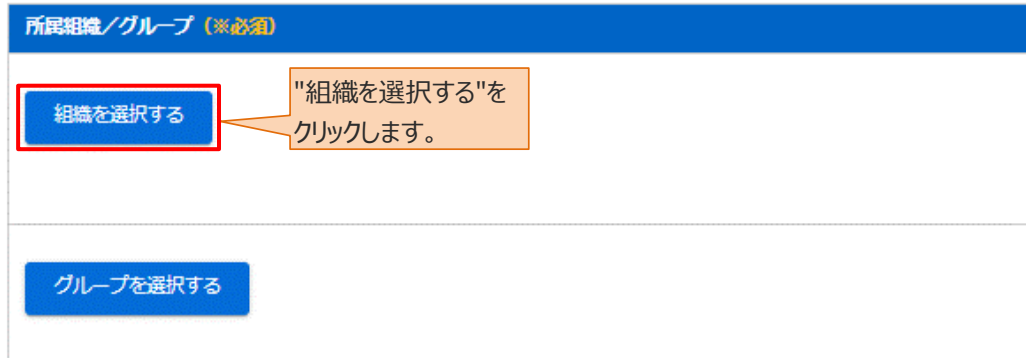 所属組織／グループ（※必須）
組織を選択する
"組織を選択する"を
クリックします。
グループを選択する